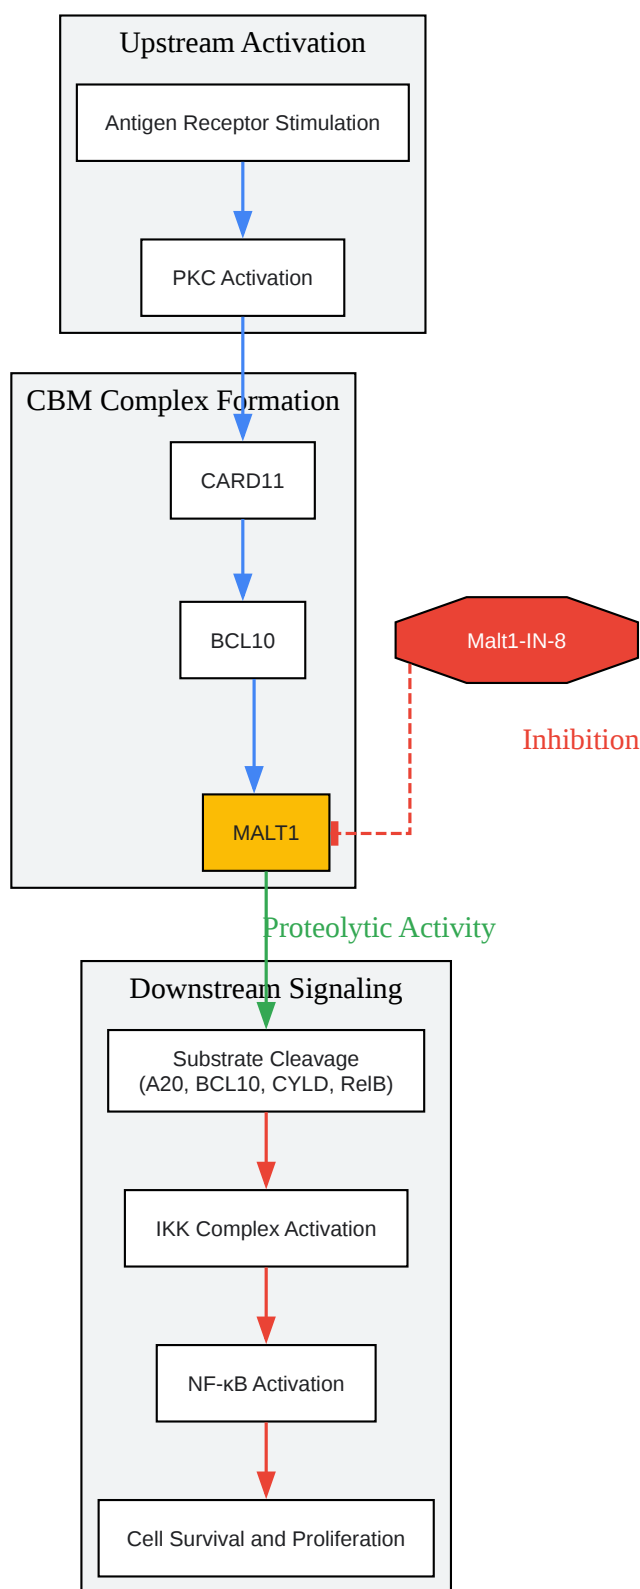 Upstream Activation
Antigen Receptor Stimulation
PKC Activation
CBM Complex Formation
CARD11
BCL10
Malt1-IN-8
Inhibition
MALT1
Proteolytic Activity
Downstream Signaling
Substrate Cleavage
(A20, BCL10, CYLD, RelB)
IKK Complex Activation
NF-κB Activation
Cell Survival and Proliferation